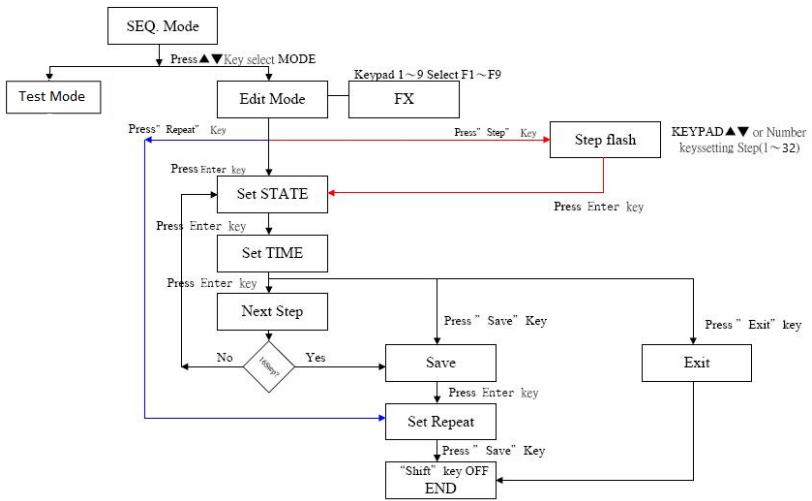 SEQ. Mode
Press▲▼Key select MODE
Test Mode
Edit Mode
Keypad 1～9 Select F1～F9
FX
Press” Repeat” Key
Press” Step” Key
Step flash
KEYPAD▲▼ or Number
keyssetting Step(1～32)
Press Enter key
Set STATE
Press Enter key
Press Enter key
Set TIME
Press Enter key
Next Step
Press” Save” Key
Press” Exit” key
No
16Step?
Yes
Save
Exit
Press Enter key
Set Repeat
Press” Save” Key
“Shift” key OFF
END